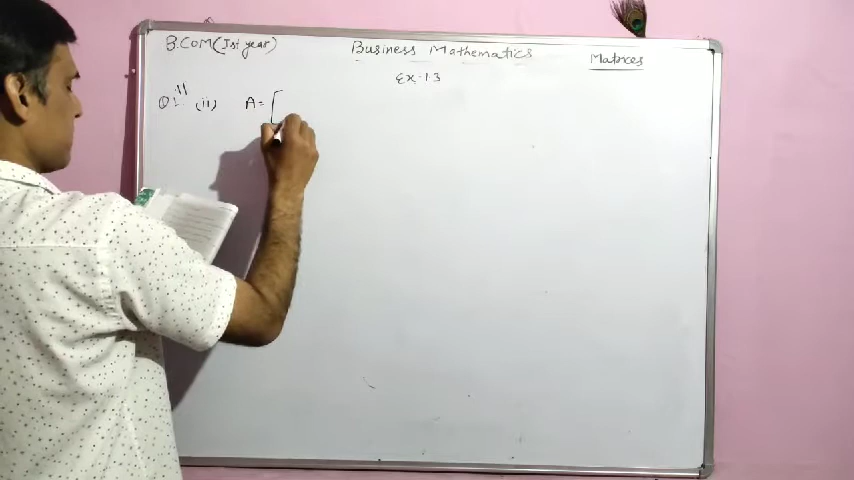 B.COM(Ist year) Business Mathematics Matrices
Ex-1.3
Q1. (ii) A= [